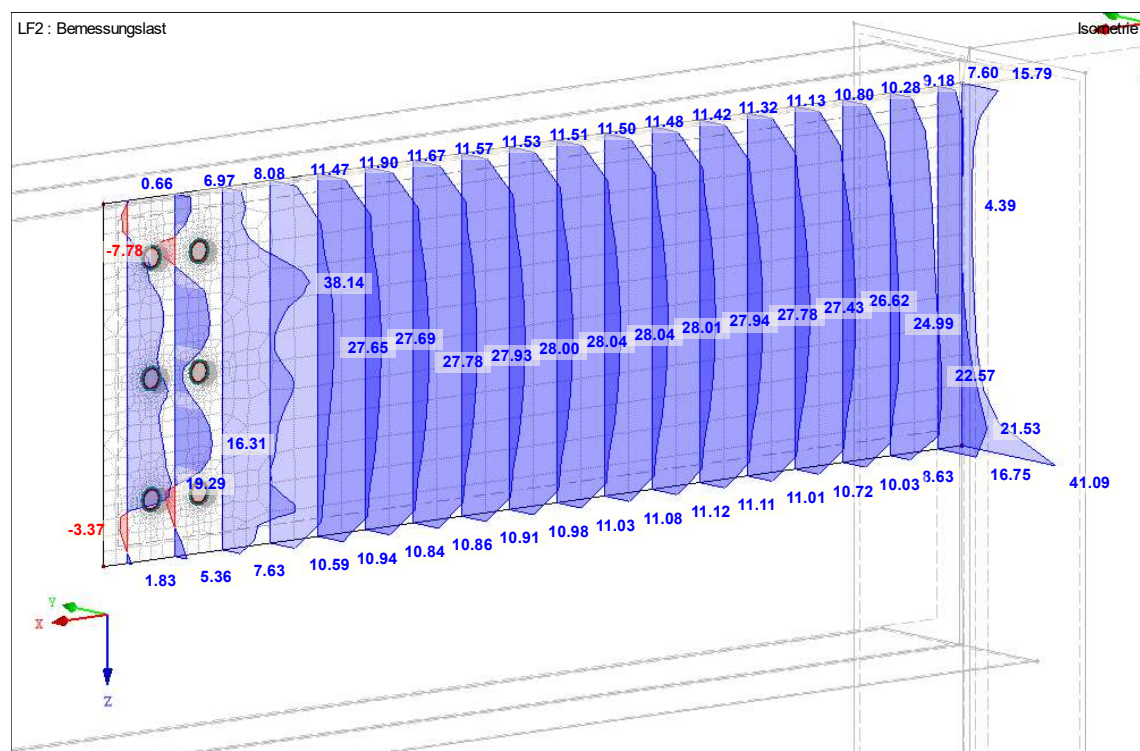 LF2 : Bemessungslast
Isometrie
0.66 6.97 8.08 11.47 11.90 11.67 11.57 11.53 11.51 11.50 11.48 11.42 11.32 11.13 10.80 10.28 9.18 7.60 15.79
4.39
-7.78
38.14
27.65 27.69 27.78 27.93 28.00 28.04 28.04 28.01 27.94 27.78 27.43 26.62 24.99 22.57
21.53
16.31
19.29
-3.37
1.83 5.36 7.63 10.59 10.94 10.84 10.86 10.91 10.98 11.03 11.08 11.12 11.11 11.01 10.72 10.03 8.63 16.75 41.09
Y
X
Z